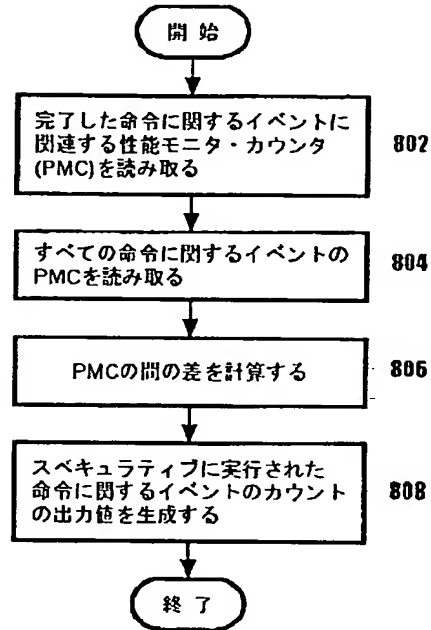 開 始
完了した命令に関するイベントに
関連する性能モニタ・カウンタ
(PMC)を読み取る
802
すべての命令に関するイベントの
PMCを読み取る
804
PMCの間の差を計算する
806
スペキュラティブに実行された
命令に関するイベントのカウント
の出力値を生成する
808
終 了